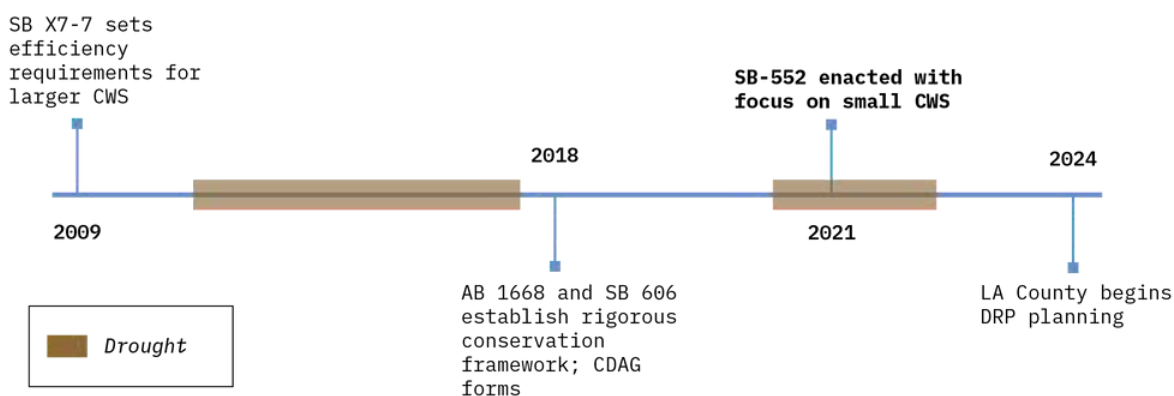 SB X7-7 sets
efficiency
requirements for
larger CWS
SB-552 enacted with
focus on small CWS
2018
2024
2009
2021
AB 1668 and SB 606
establish rigorous
conservation
framework; CDAG
forms
LA County begins
DRP planning
Drought